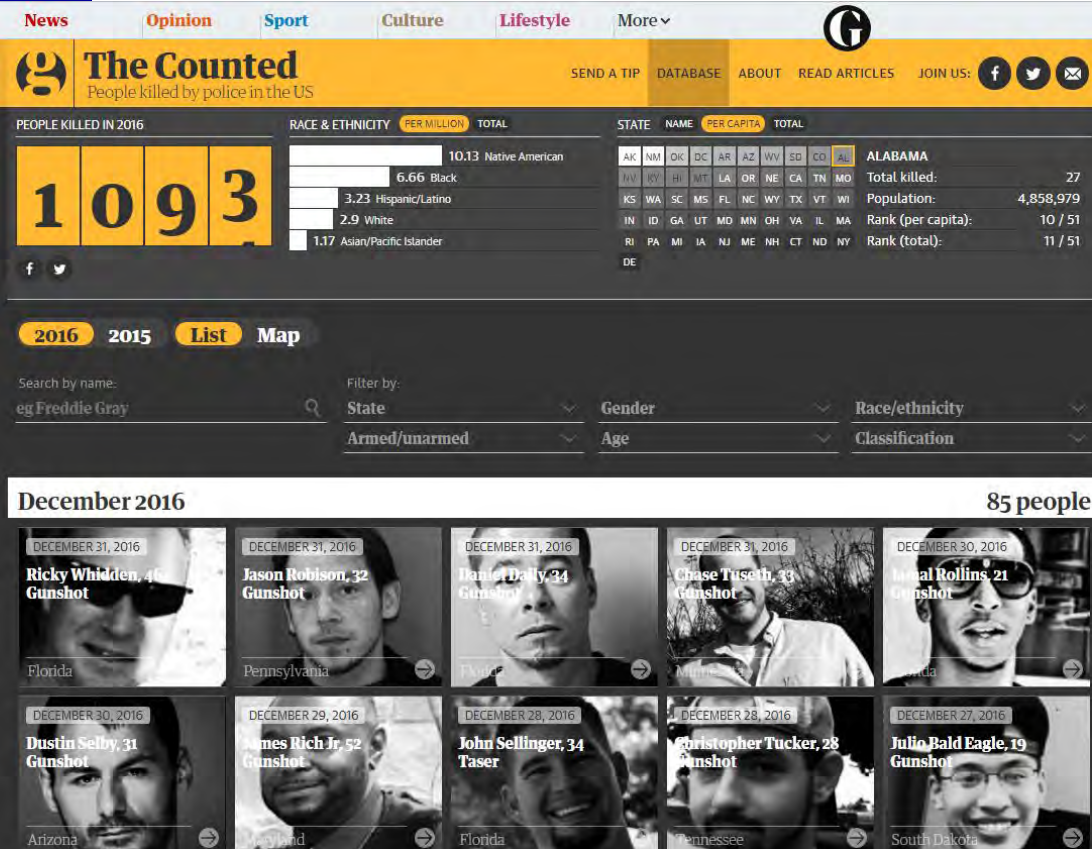 News Opinion Sport Culture Lifestyle More
The Counted
People killed by police in the US
SEND A TIP DATABASE ABOUT READ ARTICLES JOIN US:
PEOPLE KILLED IN 2016
1 0 9 3
RACE & ETHNICITY PER MILLION TOTAL
10.13 Native American
6.66 Black
3.23 Hispanic/Latino
2.9 White
1.17 Asian/Pacific Islander
STATE NAME PER CAPITA TOTAL
AK NM OK DC AR AZ WV SD CO AL
NV KY HI MT LA OR NE CA TN MO
KS WA SC MS FL NC WY TX VT WI
IN ID GA UT MD MN OH VA IL MA
RI PA MI IA NJ ME NH CT ND NY
DE
ALABAMA
Total killed: 27
Population: 4,858,979
Rank (per capita): 10 / 51
Rank (total): 11 / 51
2016 2015 List Map
Search by name:
eg Freddie Gray
Filter by:
State Gender Race/ethnicity
Armed/unarmed Age Classification
December 2016 85 people
DECEMBER 31, 2016
Ricky Whidden, 46
Gunshot
Florida
DECEMBER 31, 2016
Jason Robison, 32
Gunshot
Pennsylvania
DECEMBER 31, 2016
Daniel Daily, 34
Gunshot
Florida
DECEMBER 31, 2016
Chase Tuseth, 33
Gunshot
Minnesota
DECEMBER 30, 2016
Jamal Rollins, 21
Gunshot
DECEMBER 30, 2016
Dustin Selby, 31
Gunshot
Arizona
DECEMBER 29, 2016
James Rich Jr, 52
Gunshot
Maryland
DECEMBER 28, 2016
John Sellinger, 34
Taser
Florida
DECEMBER 28, 2016
Christopher Tucker, 28
Gunshot
Tennessee
DECEMBER 27, 2016
Julio Bald Eagle, 19
Gunshot
South Dakota